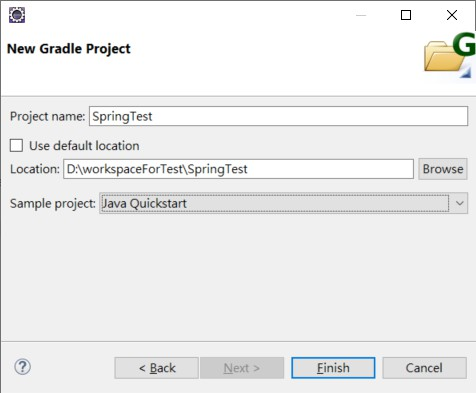 New Gradle Project
G
Project name: SpringTest
Use default location
Location: D:\workspaceForTest\SpringTest Browse
Sample project: Java Quickstart
? < Back Next > Finish Cancel